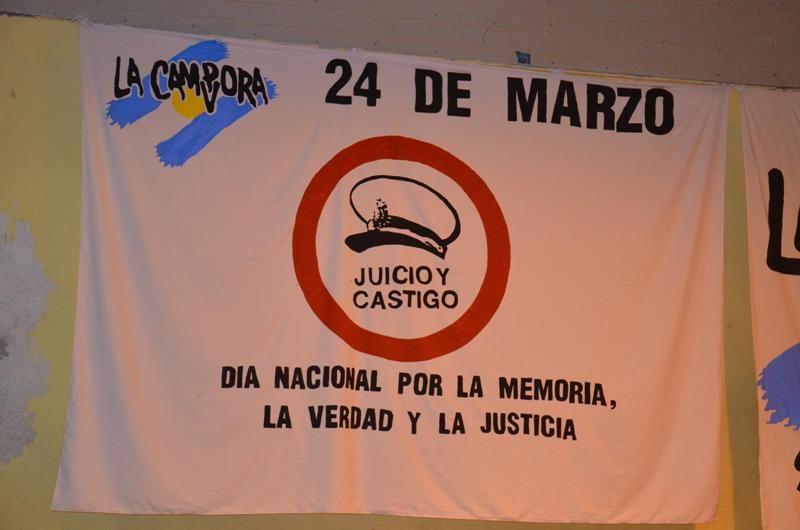 LA CAMPORA
24 DE MARZO
JUICIO Y
CASTIGO
DIA NACIONAL POR LA MEMORIA,
LA VERDAD Y LA JUSTICIA